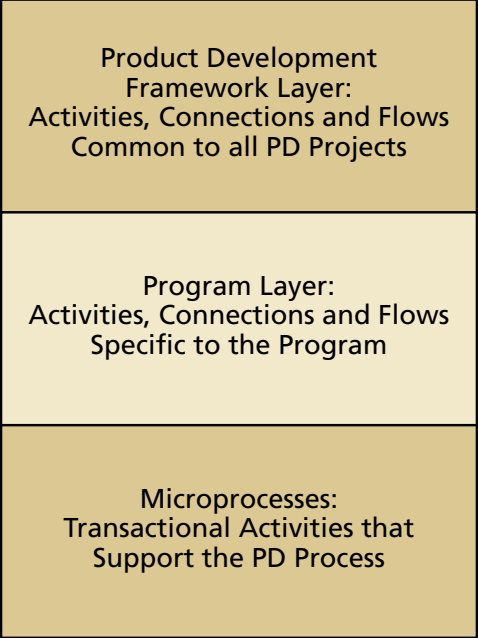 Product Development
Framework Layer:
Activities, Connections and Flows
Common to all PD Projects
Program Layer:
Activities, Connections and Flows
Specific to the Program
Microprocesses:
Transactional Activities that
Support the PD Process